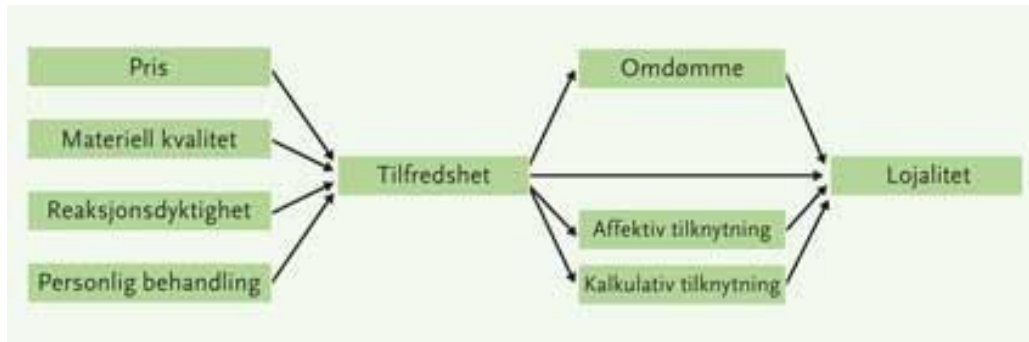 Pris
Materiell kvalitet
Reaksjonsdyktighet
Personlig behandling
Tilfredshet
Omdømme
Affektiv tilknytning
Kalkulativ tilknytning
Lojalitet